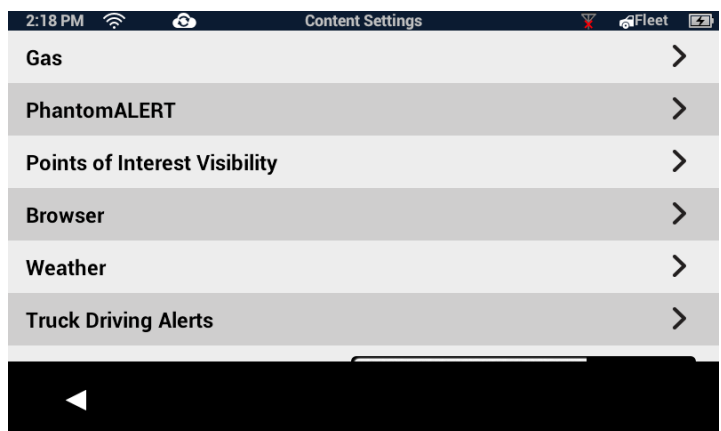 2:18 PM Content Settings Fleet
Gas
PhantomALERT
Points of Interest Visibility
Browser
Weather
Truck Driving Alerts